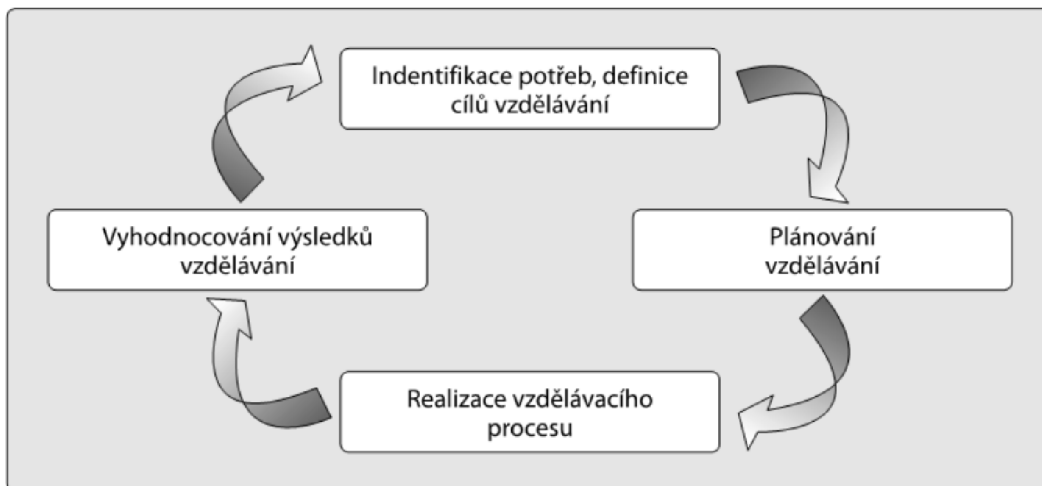 Indentifikace potřeb, definice
cílů vzdělávání
Vyhodnocování výsledků
vzdělávání
Plánování
vzdělávání
Realizace vzdělávacího
procesu